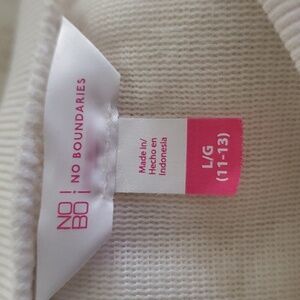 NO
BO
NO BOUNDARIES
Made in/
Hecho en
Indonesia
L/G
(11-13)